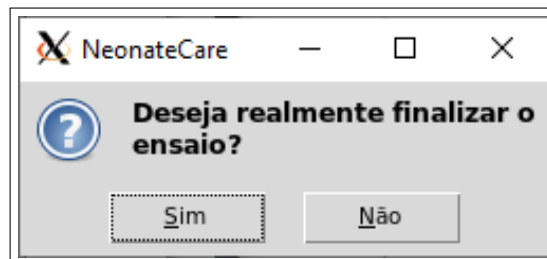 NeonateCare
Deseja realmente finalizar o
ensaio?
Sim
Não